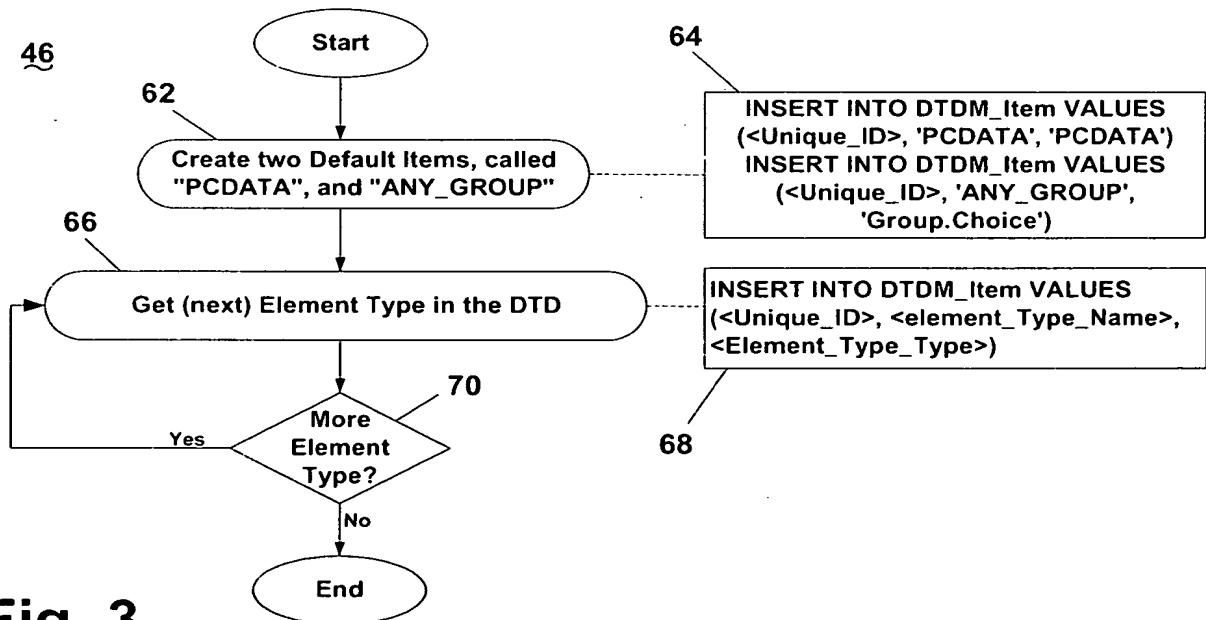 46
Start
62
Create two Default Items, called
"PCDATA", and "ANY_GROUP"
64
INSERT INTO DTDM_Item VALUES
(<Unique_ID>, 'PCDATA', 'PCDATA')
INSERT INTO DTDM_Item VALUES
(<Unique_ID>, 'ANY_GROUP',
'Group.Choice')
66
Get (next) Element Type in the DTD
INSERT INTO DTDM_Item VALUES
(<Unique_ID>, <element_Type_Name>,
<Element_Type_Type>)
68
70
More
Element
Type?
Yes
No
End
Fig. 3